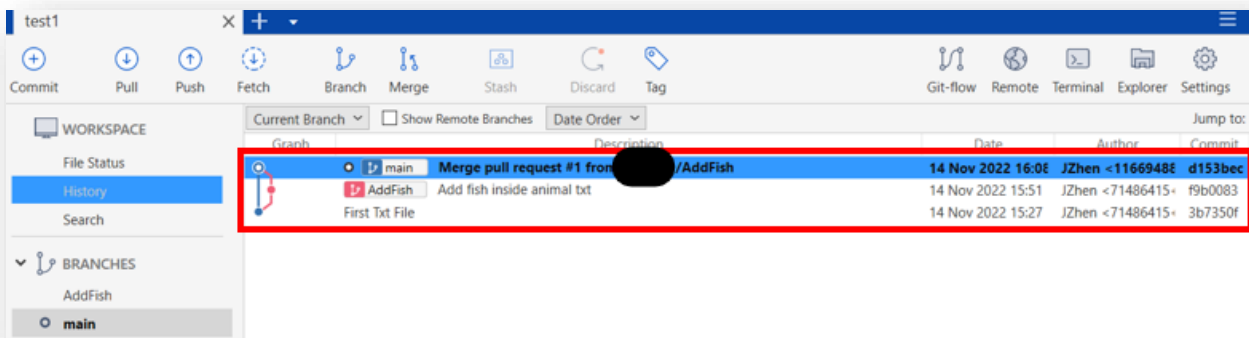 test1
Commit Pull Push Fetch Branch Merge Stash Discard Tag Git-flow Remote Terminal Explorer Settings
WORKSPACE
File Status
History
Search
BRANCHES
AddFish
main
Current Branch Show Remote Branches Date Order Jump to:
Graph Description Date Author Commit
main Merge pull request #1 from /AddFish 14 Nov 2022 16:08 JZhen <11669488 d153bec
AddFish Add fish inside animal txt 14 Nov 2022 15:51 JZhen <71486415< f9b0083
First Txt File 14 Nov 2022 15:27 JZhen <71486415< 3b7350f